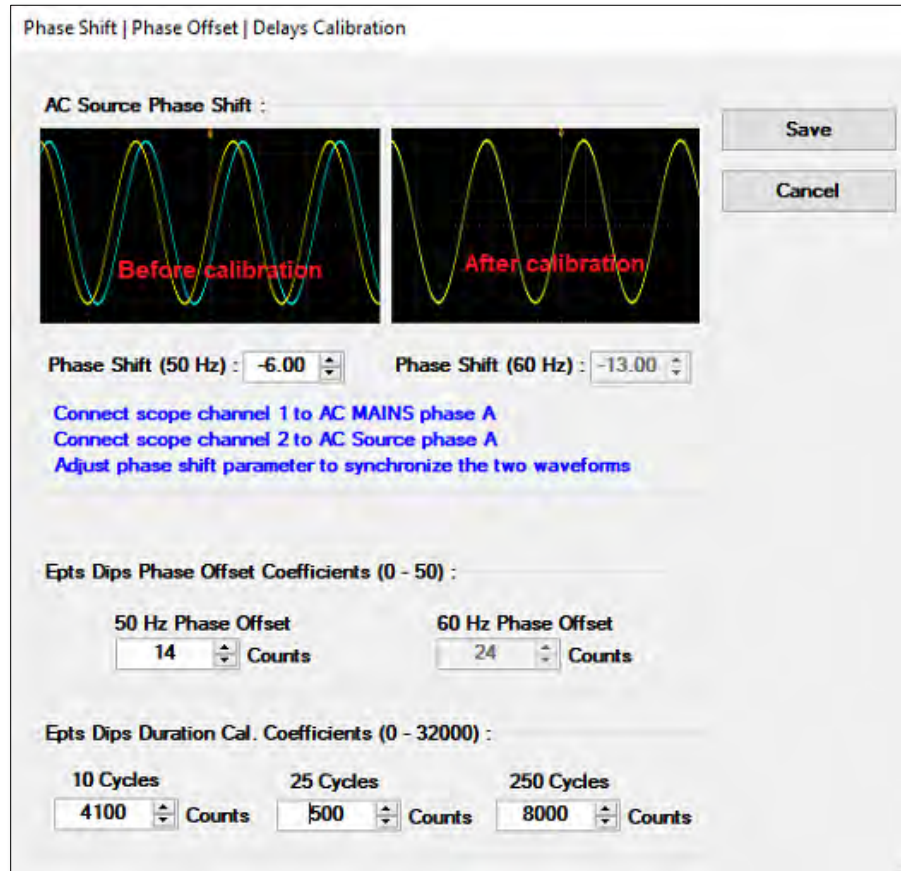 Phase Shift | Phase Offset | Delays Calibration
AC Source Phase Shift :
Save
Cancel
Before calibration
After calibration
Phase Shift (50 Hz) : -6.00
Phase Shift (60 Hz) : -13.00
Connect scope channel 1 to AC MAINS phase A
Connect scope channel 2 to AC Source phase A
Adjust phase shift parameter to synchronize the two waveforms
Epts Dips Phase Offset Coefficients (0 - 50) :
50 Hz Phase Offset
60 Hz Phase Offset
14 Counts
24 Counts
Epts Dips Duration Cal. Coefficients (0 - 32000) :
10 Cycles
25 Cycles
250 Cycles
4100 Counts
500 Counts
8000 Counts